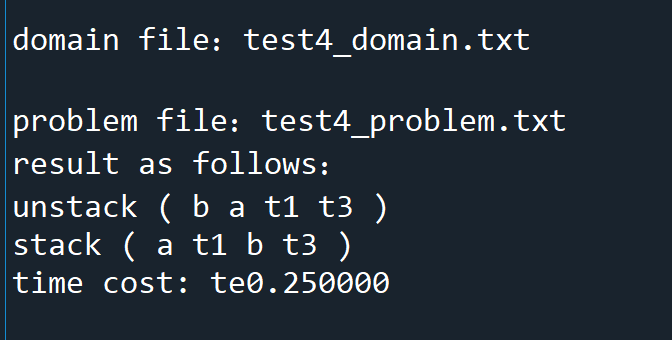 domain file：test4_domain.txt
problem file：test4_problem.txt
result as follows：
unstack ( b a t1 t3 )
stack ( a t1 b t3 )
time cost: te0.250000